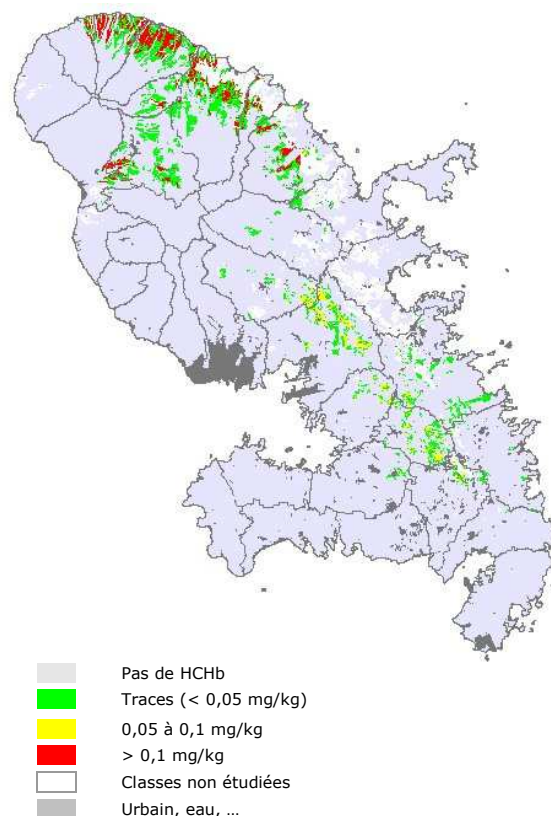 Pas de HCHb
Traces (< 0,05 mg/kg)
0,05 à 0,1 mg/kg
> 0,1 mg/kg
Classes non étudiées
Urbain, eau, ...